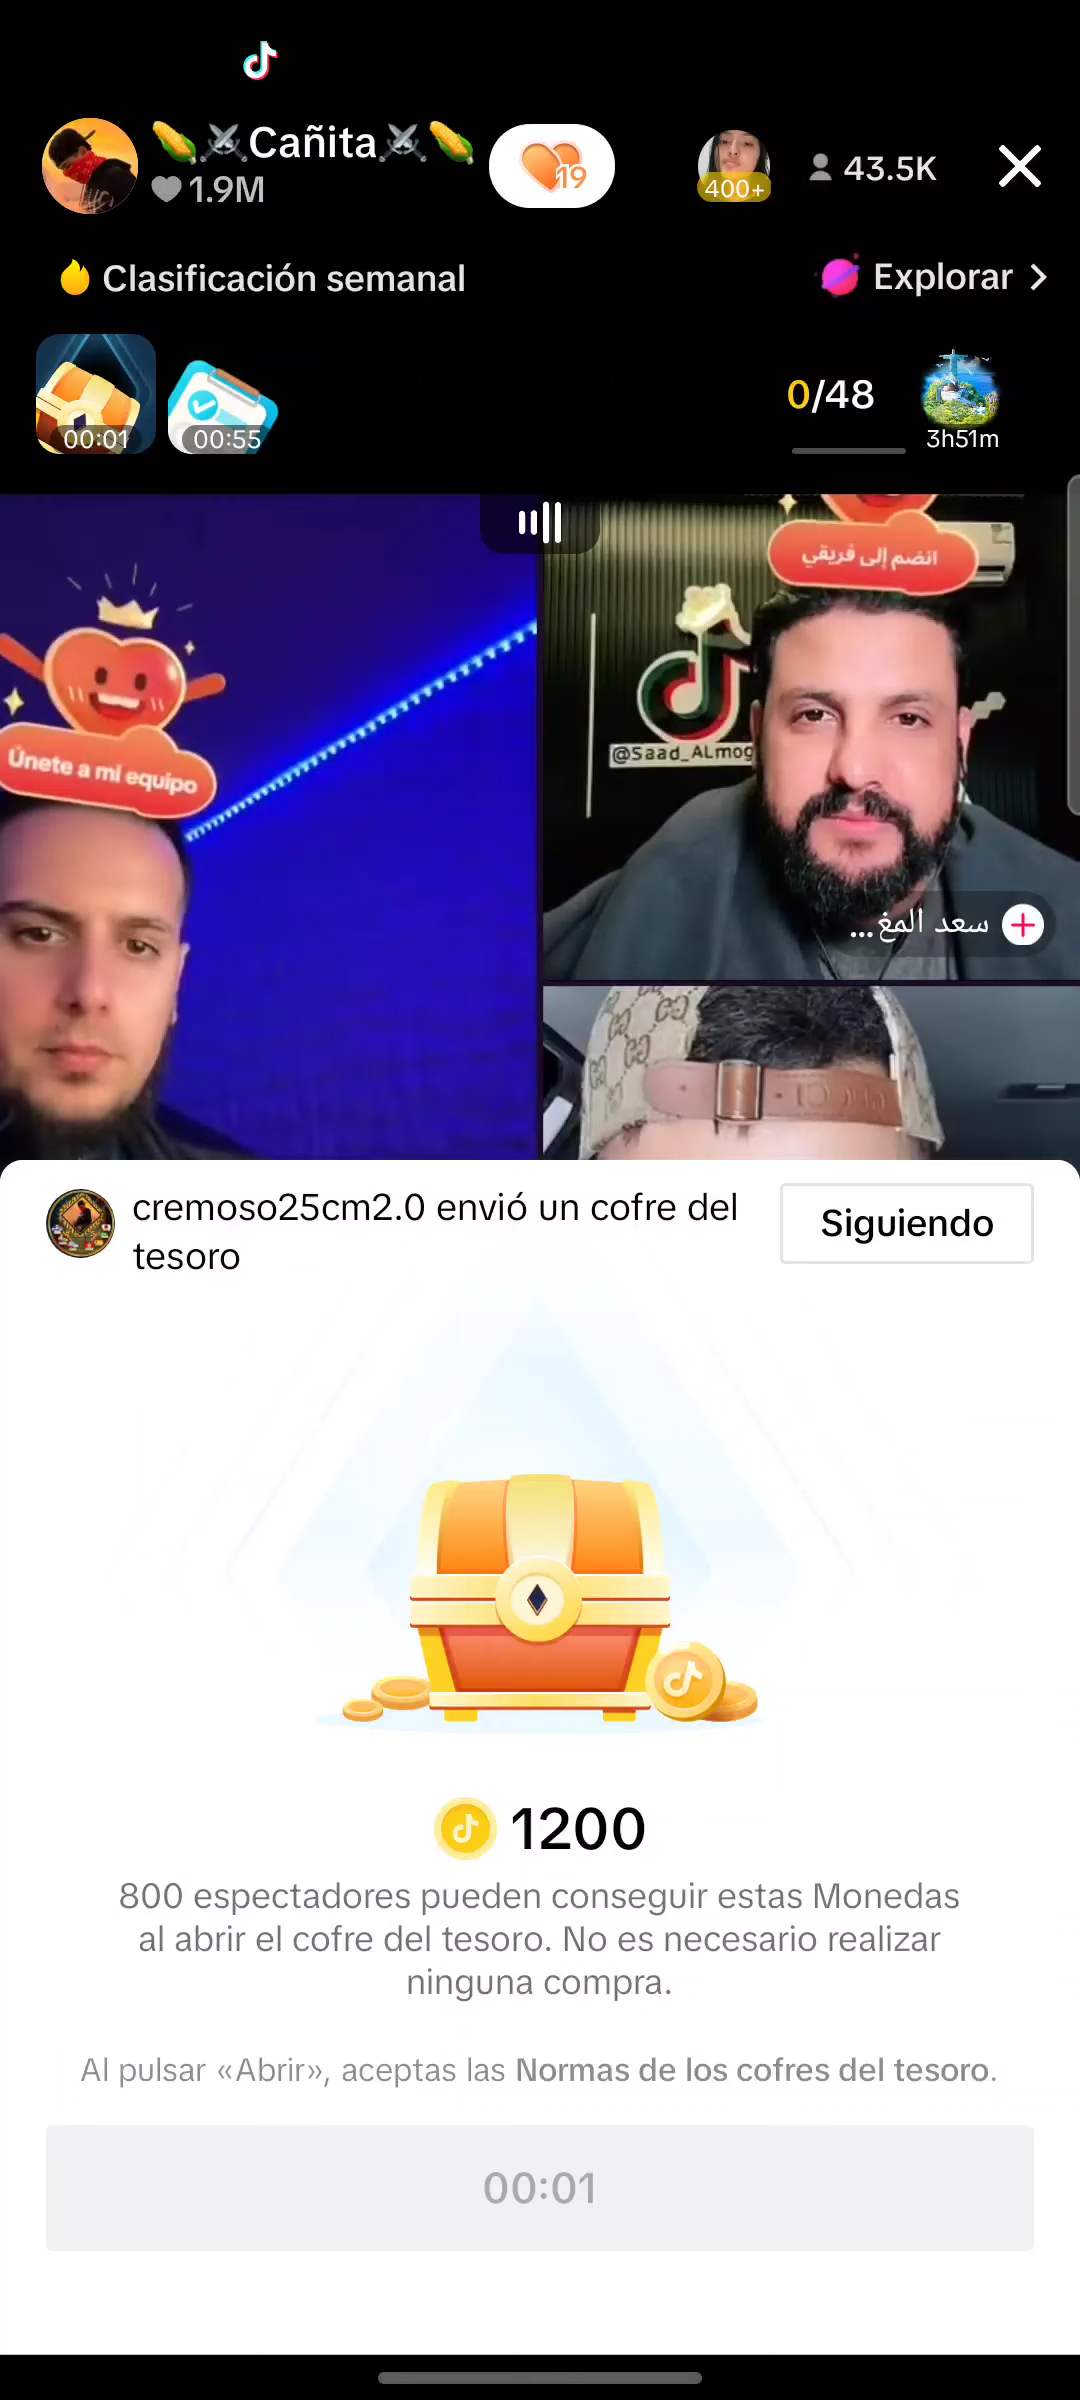 🌽⚔️Cañita⚔️🌽
1.9M
19
400+
43.5K
Clasificación semanal
Explorar
00:01
00:55
0/48
3h51m
Únete a mi equipo
انضم إلى فريقي
@Saad_ALmog
سعد المغ...
GUCCI
cremoso25cm2.0 envió un cofre del
tesoro
Siguiendo
1200
800 espectadores pueden conseguir estas Monedas
al abrir el cofre del tesoro. No es necesario realizar
ninguna compra.
Al pulsar «Abrir», aceptas las Normas de los cofres del tesoro.
00:01